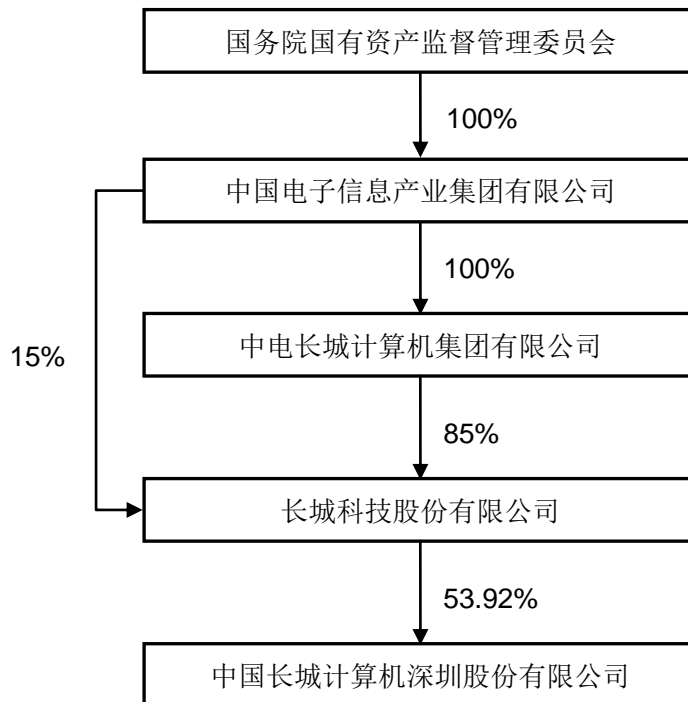 国务院国有资产监督管理委员会
100%
中国电子信息产业集团有限公司
100%
中电长城计算机集团有限公司
15%
85%
长城科技股份有限公司
53.92%
中国长城计算机深圳股份有限公司